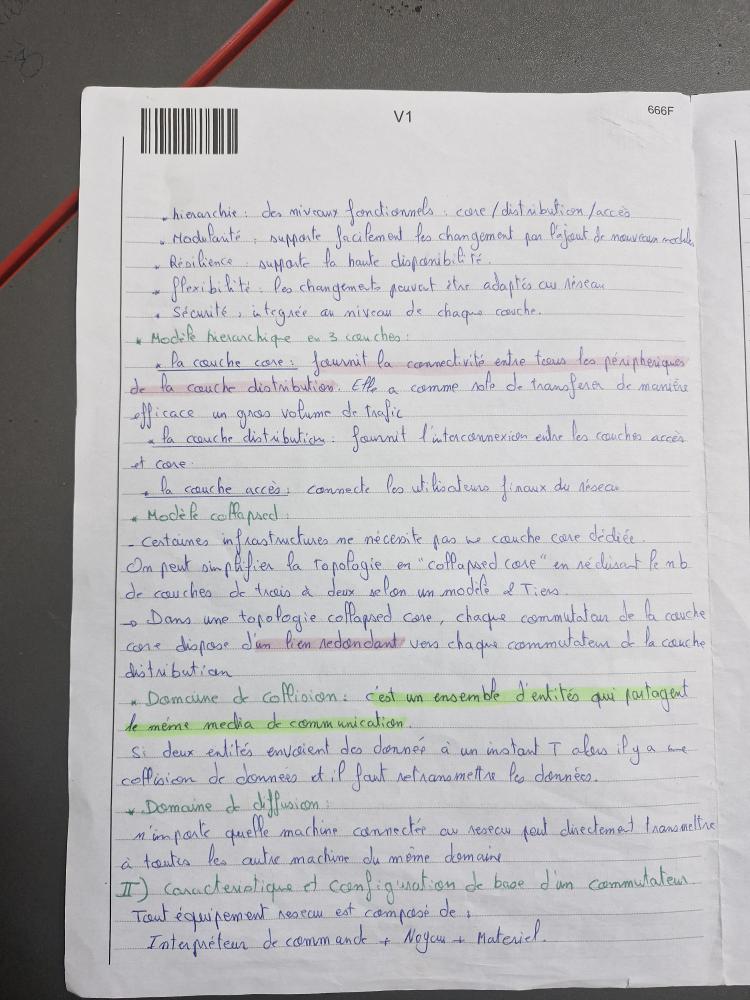 V1
666F
. hierarchie : des niveaux fonctionnels : core / distribution / accès
. Modularité : supporte facilement les changement par l'ajout de nouveaux module
. Résilience : supporte la haute disponibilité.
. flexibilité : les changements peuvent être adaptés au réseau
. Sécurité : intégrée au niveau de chaque couche.
* Modèle hierarchique en 3 couches :
. la couche core : fournit la connectivité entre tous les péripheriques
de la couche distribution. Elle a comme role de transferer de manière
efficace un gros volume de trafic
. la couche distribution : fournit l'interconnexion entre les couches accès
et core.
. la couche accès : connecte les utilisateurs finaux du réseau
* Modèle collapsed :
- certaines infrastructures ne nécessite pas une couche core dédiée.
On peut simplifier la topologie en "collapsed core" en réduisant le nb
de couches de trois à deux selon un modèle 2 Tiers.
→ Dans une topologie collapsed core, chaque commutateur de la couche
core dispose d'un lien redondant vers chaque commutateur de la couche
distribution
* Domaine de collision : c'est un ensemble d'entités qui partagent
le même media de communication.
Si deux entités envoient des donnée à un instant T alors il y a une
collision de données et il faut retransmettre les données.
* Domaine de diffusion :
n'importe quelle machine connectée au reseau peut directement transmettre
à toutes les autre machine du même domaine
II) Caracteristique et configuration de base d'un commutateur
Tout équipement reseau est composé de :
Interpréteur de commande + Noyau + Materiel.